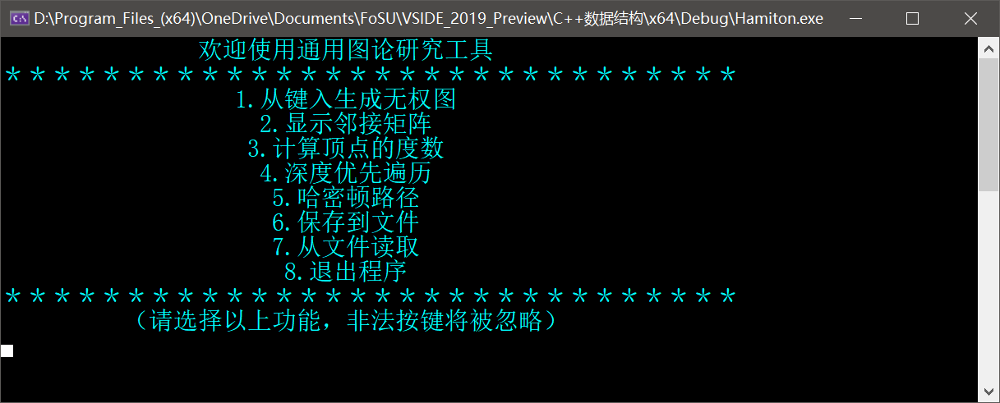 D:\Program_Files_(x64)\OneDrive\Documents\FoSU\VSIDE_2019_Preview\C++数据结构\x64\Debug\Hamiton.exe
欢迎使用通用图论研究工具
* * * * * * * * * * * * * * * * * * * * * * * * * * * * * *
1.从键入生成无权图
2.显示邻接矩阵
3.计算顶点的度数
4.深度优先遍历
5.哈密顿路径
6.保存到文件
7.从文件读取
8.退出程序
* * * * * * * * * * * * * * * * * * * * * * * * * * * * * *
（请选择以上功能，非法按键将被忽略）